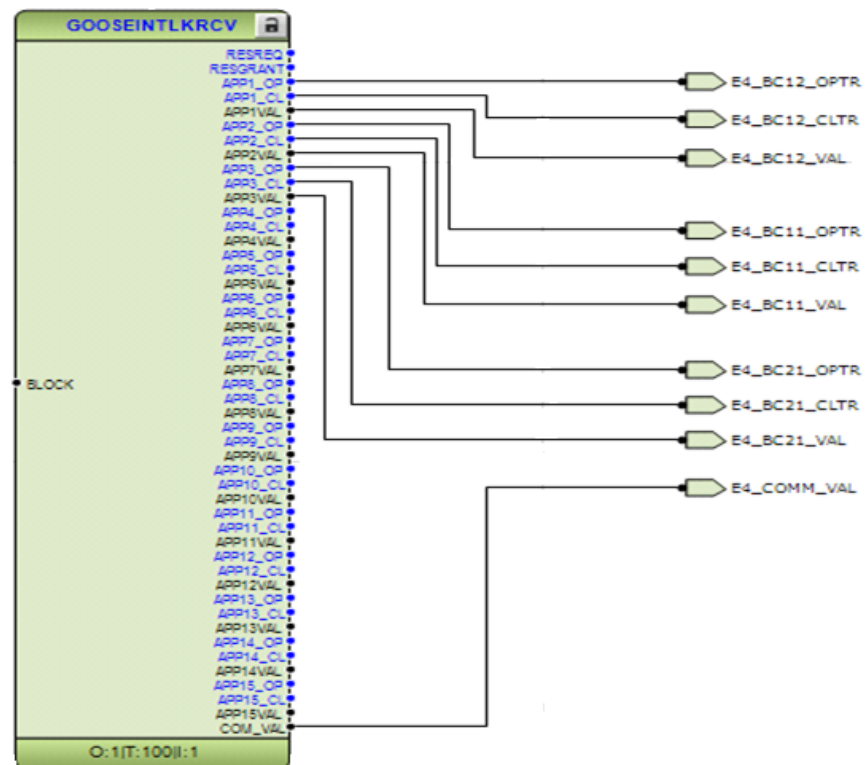 GOOSEINTLKRCV
RESREQ
RESGRANT
APP1_OP
APP1_CL
APP1VAL
APP2_OP
APP2_CL
APP2VAL
APP3_OP
APP3_CL
APP3VAL
APP4_OP
APP4_CL
APP4VAL
APP5_OP
APP5_CL
APP5VAL
APP6_OP
APP6_CL
APP6VAL
APP7_OP
APP7_CL
APP7VAL
APP8_OP
APP8_CL
APP8VAL
APP9_OP
APP9_CL
APP9VAL
APP10_OP
APP10_CL
APP10VAL
APP11_OP
APP11_CL
APP11VAL
APP12_OP
APP12_CL
APP12VAL
APP13_OP
APP13_CL
APP13VAL
APP14_OP
APP14_CL
APP14VAL
APP15_OP
APP15_CL
APP15VAL
COM_VAL
BLOCK
O:1|T:100|I:1
E4_BC12_OPTR
E4_BC12_CLTR
E4_BC12_VAL
E4_BC11_OPTR
E4_BC11_CLTR
E4_BC11_VAL
E4_BC21_OPTR
E4_BC21_CLTR
E4_BC21_VAL
E4_COMM_VAL